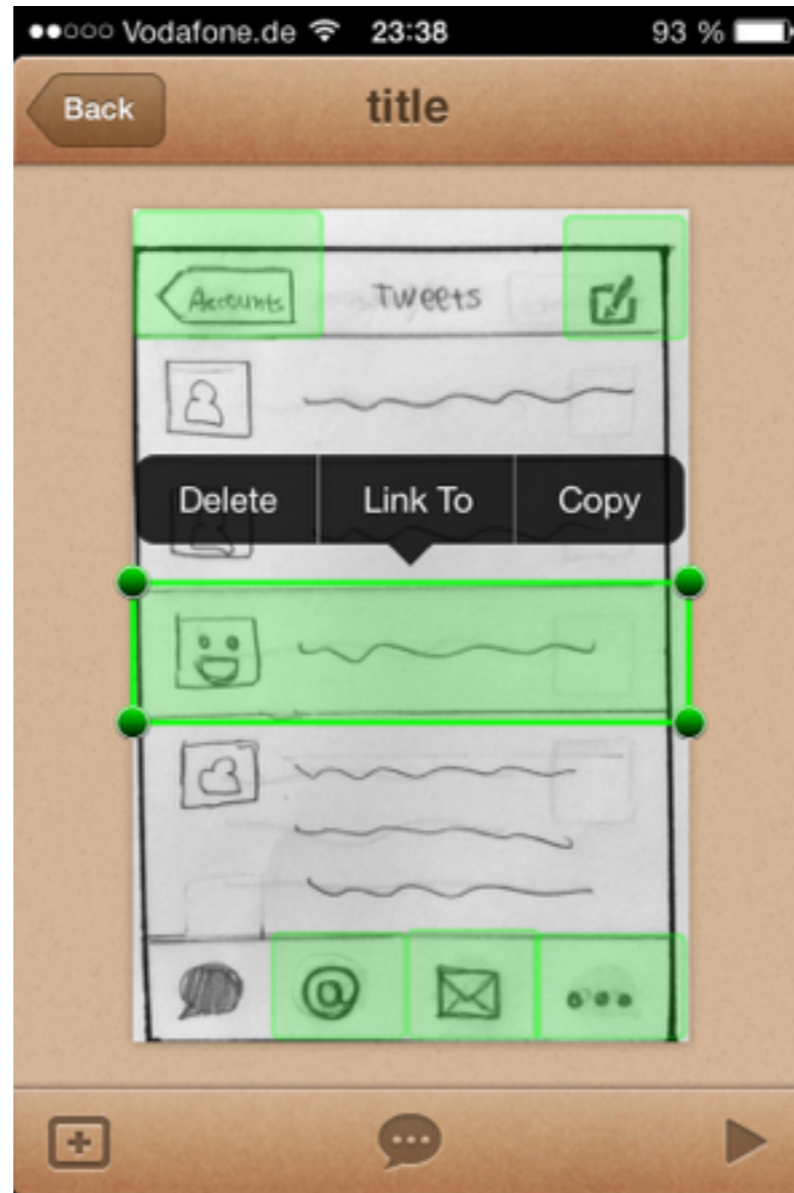 Vodafone.de 23:38 93 %
Back title
Accounts Tweets
Delete Link To Copy
@